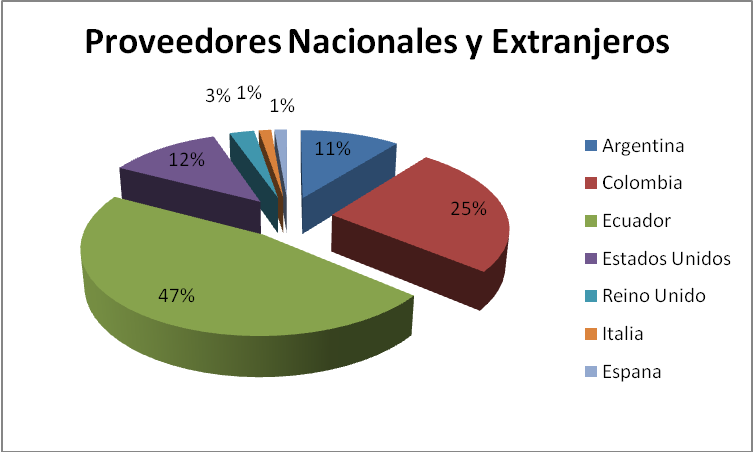 Proveedores Nacionales y Extranjeros
3%
1%
1%
11%
12%
25%
47%
Argentina
Colombia
Ecuador
Estados Unidos
Reino Unido
Italia
Espana